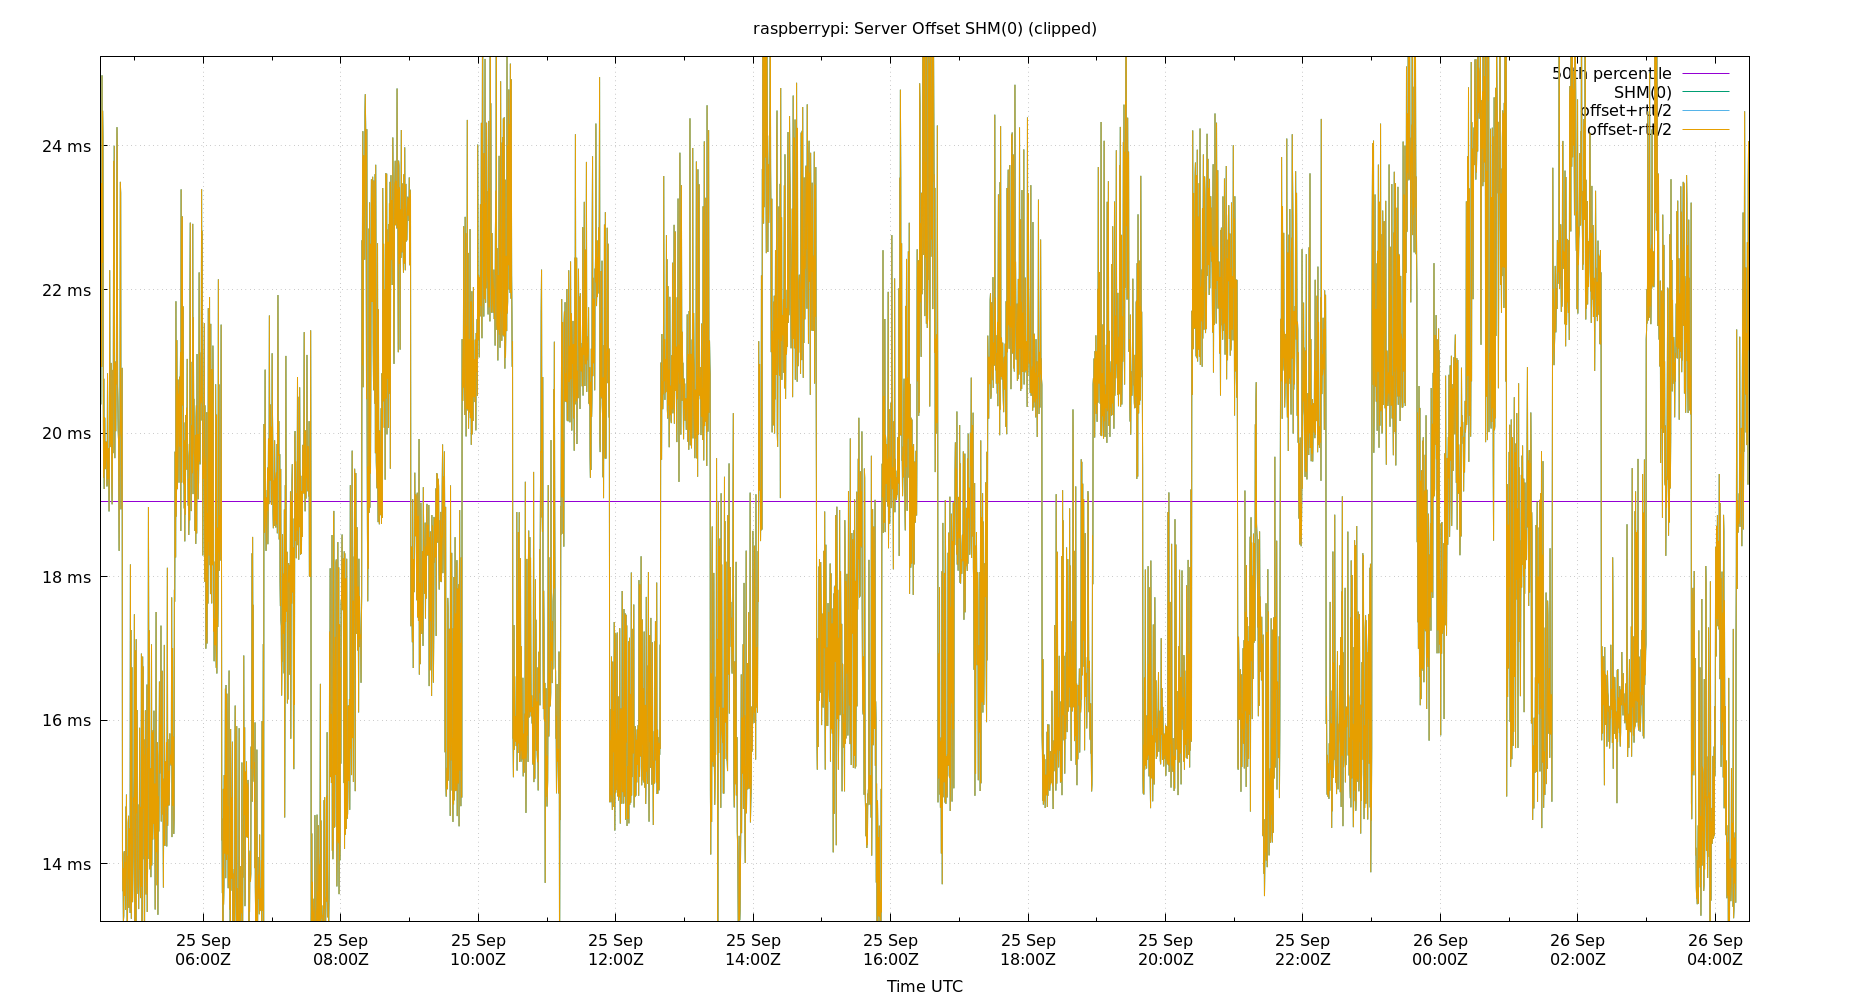 raspberrypi: Server Offset SHM(0) (clipped)
50th percentile
SHM(0)
offset+rtt/2
offset-rtt/2
24 ms
22 ms
20 ms
18 ms
16 ms
14 ms
25 Sep 25 Sep 25 Sep 25 Sep 25 Sep 25 Sep 25 Sep 25 Sep 25 Sep 26 Sep 26 Sep 26 Sep
06:00Z 08:00Z 10:00Z 12:00Z 14:00Z 16:00Z 18:00Z 20:00Z 22:00Z 00:00Z 02:00Z 04:00Z
Time UTC